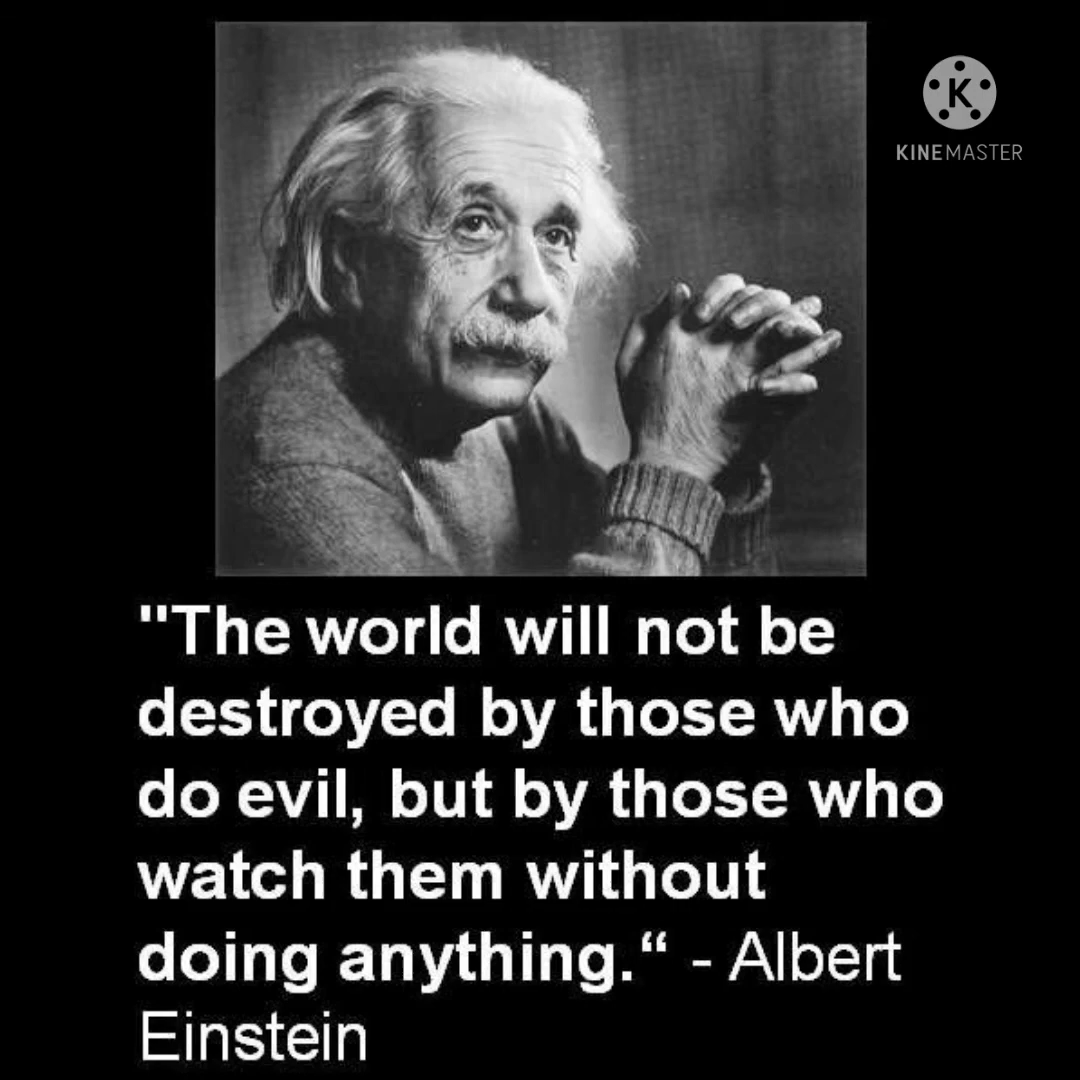 KINEMASTER
"The world will not be
destroyed by those who
do evil, but by those who
watch them without
doing anything.“ - Albert
Einstein